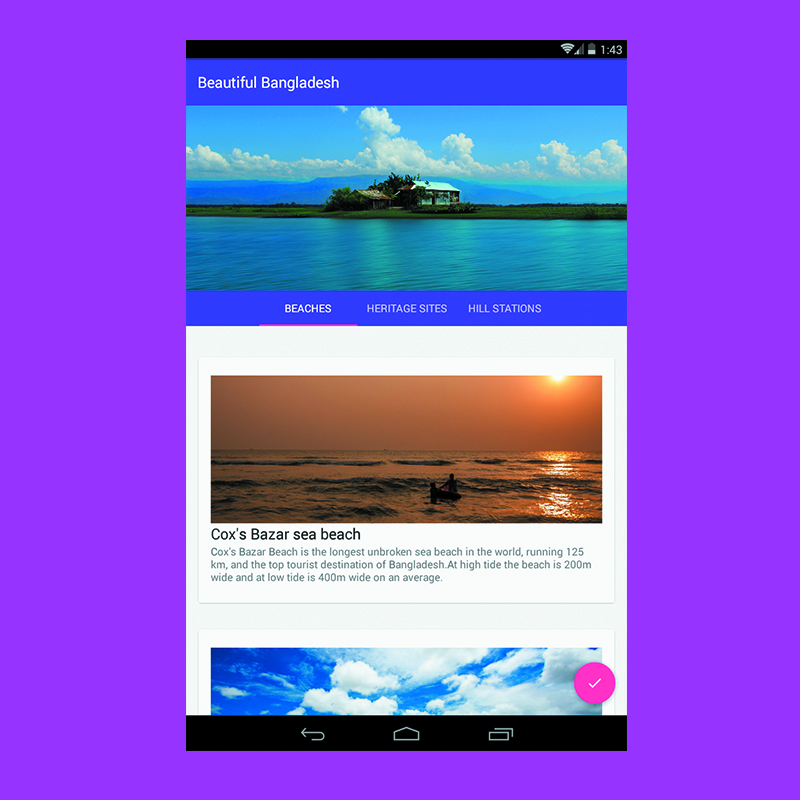 1:43
Beautiful Bangladesh
BEACHES HERITAGE SITES HILL STATIONS
Cox's Bazar sea beach
Cox's Bazar Beach is the longest unbroken sea beach in the world, running 125
km, and the top tourist destination of Bangladesh.At high tide the beach is 200m
wide and at low tide is 400m wide on an average.